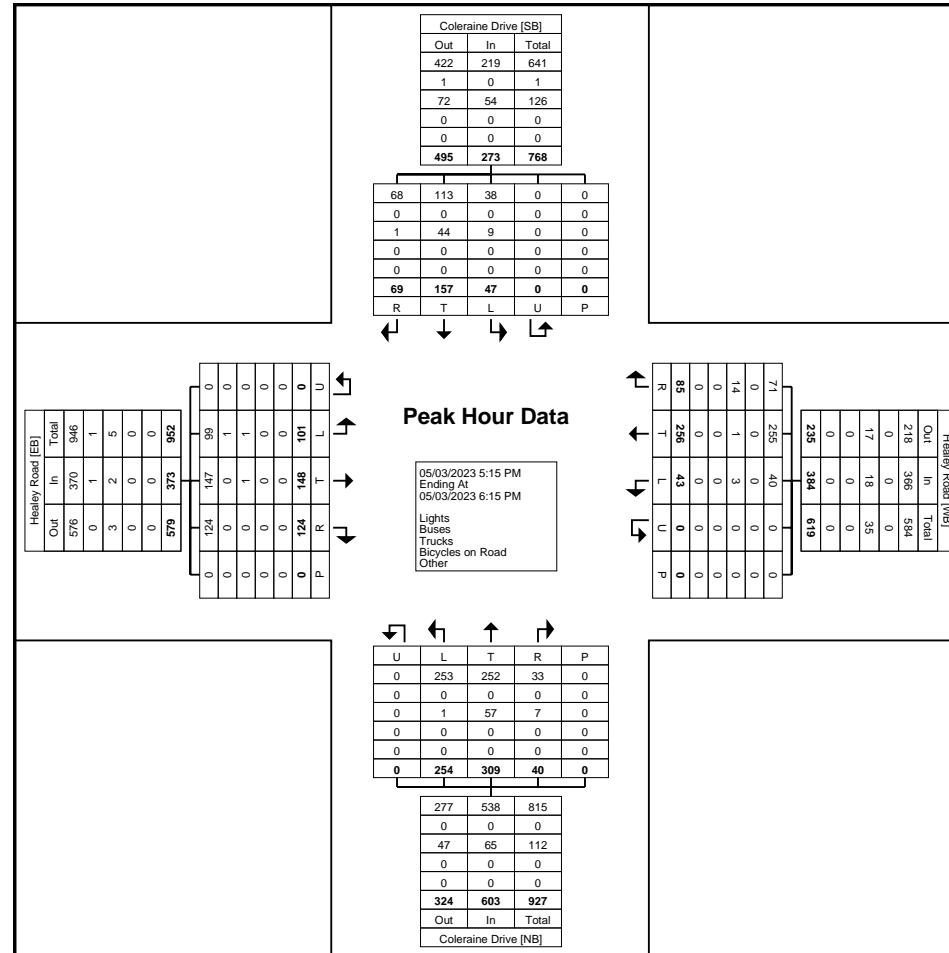 Coleraine Drive [SB]
Out In Total
422 219 641
1 0 1
72 54 126
0 0 0
0 0 0
495 273 768
68 113 38 0 0
0 0 0 0 0
1 44 9 0 0
0 0 0 0 0
0 0 0 0 0
69 157 47 0 0
R T L U P
Healey Road [EB]
Total In Out
946 370 576
1 1 0
5 2 3
0 0 0
0 0 0
952 373 579
0 99 147 124 0
0 1 0 0 0
0 1 1 0 0
0 0 0 0 0
0 0 0 0 0
0 101 148 124 0
U L T R P
Peak Hour Data
05/03/2023 5:15 PM
Ending At
05/03/2023 6:15 PM
Lights
Buses
Trucks
Bicycles on Road
Other
R T L U P
85 256 43 0 0
0 0 0 0 0
0 0 0 0 0
14 1 3 0 0
0 0 0 0 0
71 255 40 0 0
235 384 619
0 0 0
0 0 0
17 18 35
0 0 0
218 366 584
Out In Total
Healey Road [WB]
U L T R P
0 253 252 33 0
0 0 0 0 0
0 1 57 7 0
0 0 0 0 0
0 0 0 0 0
0 254 309 40 0
277 538 815
0 0 0
47 65 112
0 0 0
0 0 0
324 603 927
Out In Total
Coleraine Drive [NB]